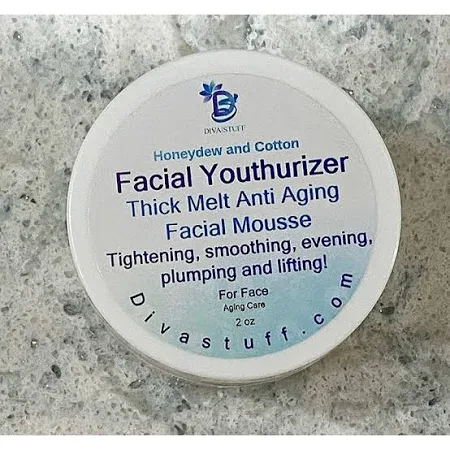 DIVASTUFF
Honeydew and Cotton
Facial Youthurizer
Thick Melt Anti Aging
Facial Mousse
Tightening, smoothing, evening,
plumping and lifting!
For Face
Aging Care
2 oz
Divastuff.com